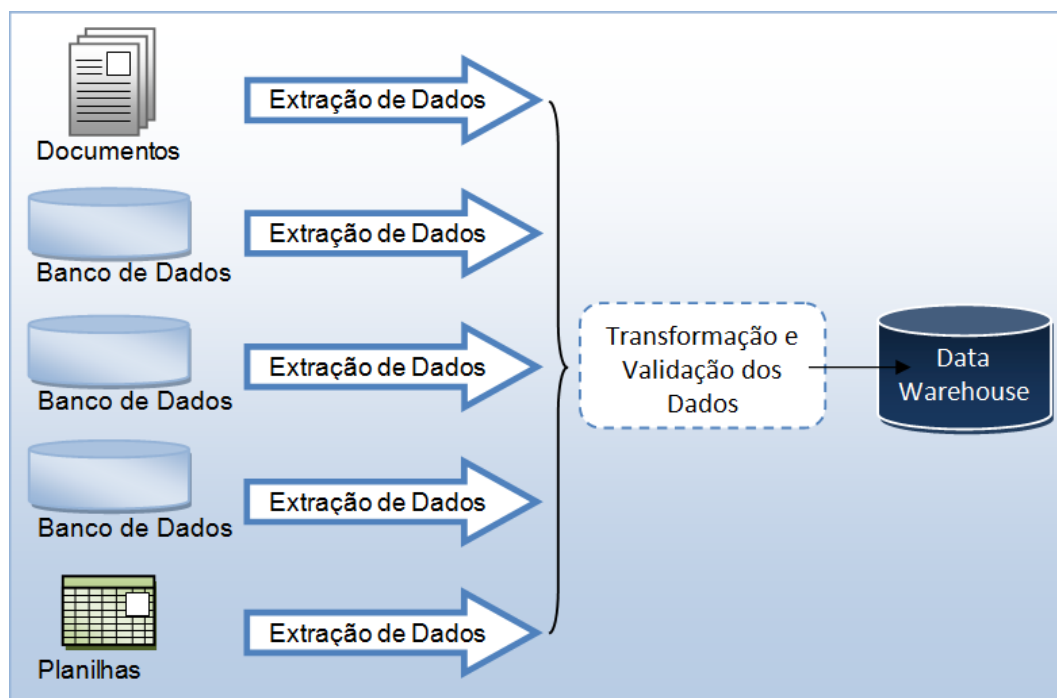 Documentos
Extração de Dados
Banco de Dados
Extração de Dados
Banco de Dados
Extração de Dados
Banco de Dados
Extração de Dados
Planilhas
Extração de Dados
Transformação e
Validação dos
Dados
Data
Warehouse